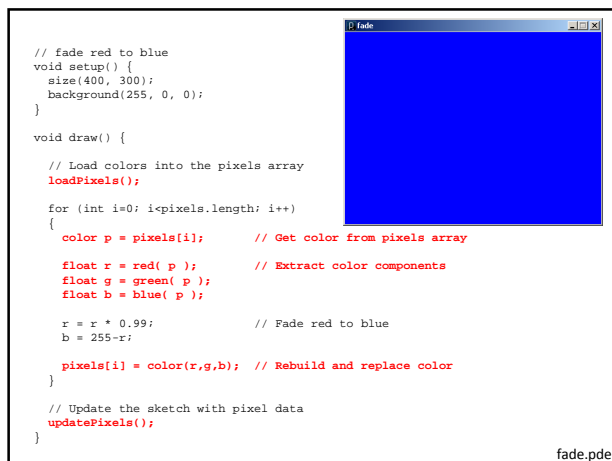 fade
// fade red to blue
void setup() {
  size(400, 300);
  background(255, 0, 0);
}
void draw() {
  // Load colors into the pixels array
  loadPixels();
  for (int i=0; i<pixels.length; i++)
  {
    color p = pixels[i];       // Get color from pixels array
    float r = red( p );        // Extract color components
    float g = green( p );
    float b = blue( p );
    r = r * 0.99;              // Fade red to blue
    b = 255-r;
    pixels[i] = color(r,g,b);  // Rebuild and replace color
  }
  // Update the sketch with pixel data
  updatePixels();
}
fade.pde